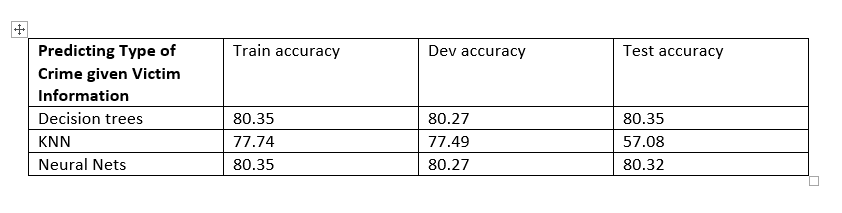 Predicting Type of Train accuracy Dev accuracy Test accuracy
Crime given Victim
Information
Decision trees 80.35 80.27 80.35
KNN 77.74 77.49 57.08
Neural Nets 80.35 80.27 80.32